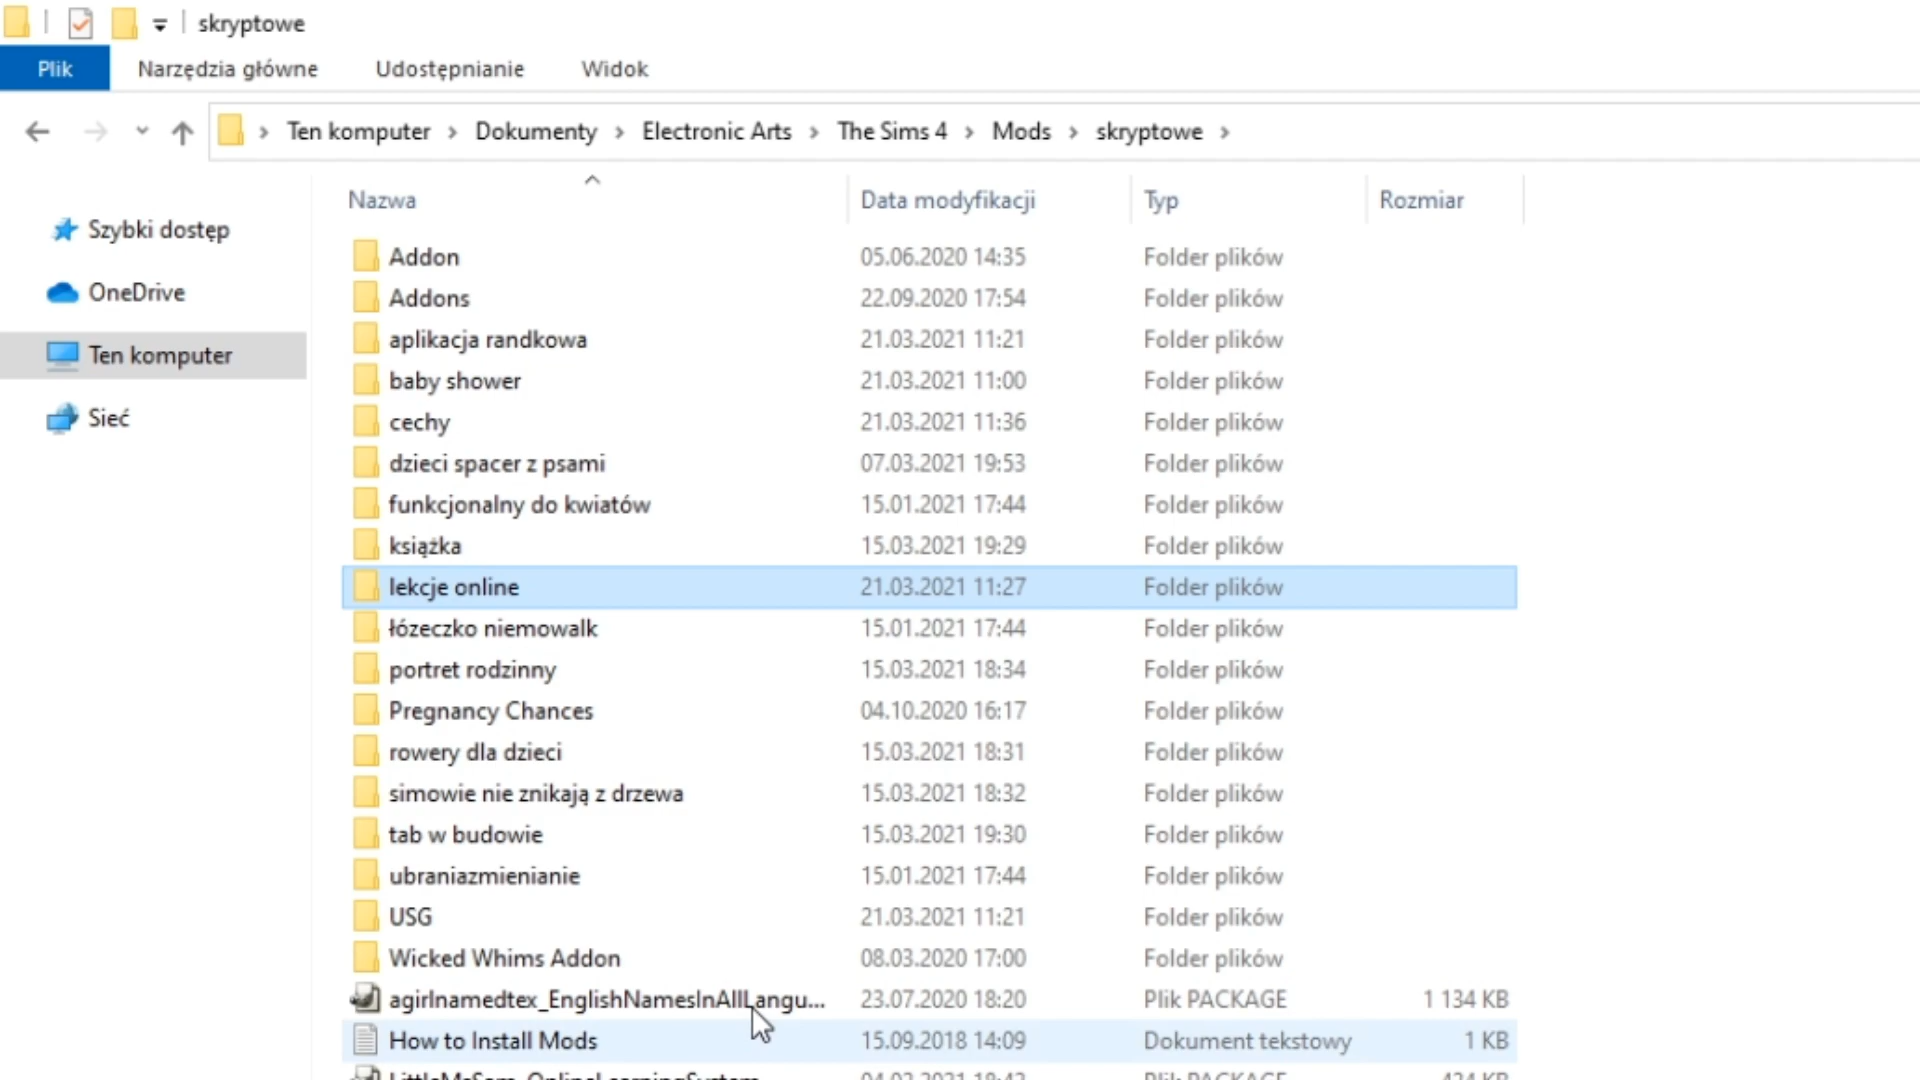 skryptowe
Plik Narzędzia główne Udostępnianie Widok
Ten komputer Dokumenty Electronic Arts The Sims 4 Mods skryptowe
Nazwa Data modyfikacji Typ Rozmiar
Szybki dostęp
OneDrive
Ten komputer
Sieć
Addon 05.06.2020 14:35 Folder plików
Addons 22.09.2020 17:54 Folder plików
aplikacja randkowa 21.03.2021 11:21 Folder plików
baby shower 21.03.2021 11:00 Folder plików
cechy 21.03.2021 11:36 Folder plików
dzieci spacer z psami 07.03.2021 19:53 Folder plików
funkcjonalny do kwiatów 15.01.2021 17:44 Folder plików
książka 15.03.2021 19:29 Folder plików
lekcje online 21.03.2021 11:27 Folder plików
łózeczko niemowalk 15.01.2021 17:44 Folder plików
portret rodzinny 15.03.2021 18:34 Folder plików
Pregnancy Chances 04.10.2020 16:17 Folder plików
rowery dla dzieci 15.03.2021 18:31 Folder plików
simowie nie znikają z drzewa 15.03.2021 18:32 Folder plików
tab w budowie 15.03.2021 19:30 Folder plików
ubraniazmienianie 15.01.2021 17:44 Folder plików
USG 21.03.2021 11:21 Folder plików
Wicked Whims Addon 08.03.2020 17:00 Folder plików
agirlnamedtex_EnglishNamesInAllLangu... 23.07.2020 18:20 Plik PACKAGE 1 134 KB
How to Install Mods 15.09.2018 14:09 Dokument tekstowy 1 KB
LittleMsSam_OnlineLearningSystem Plik PACKAGE